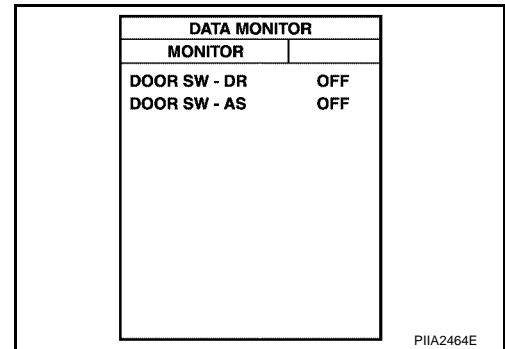 DATA MONITOR
MONITOR
DOOR SW - DR OFF
DOOR SW - AS OFF
PIIA2464E